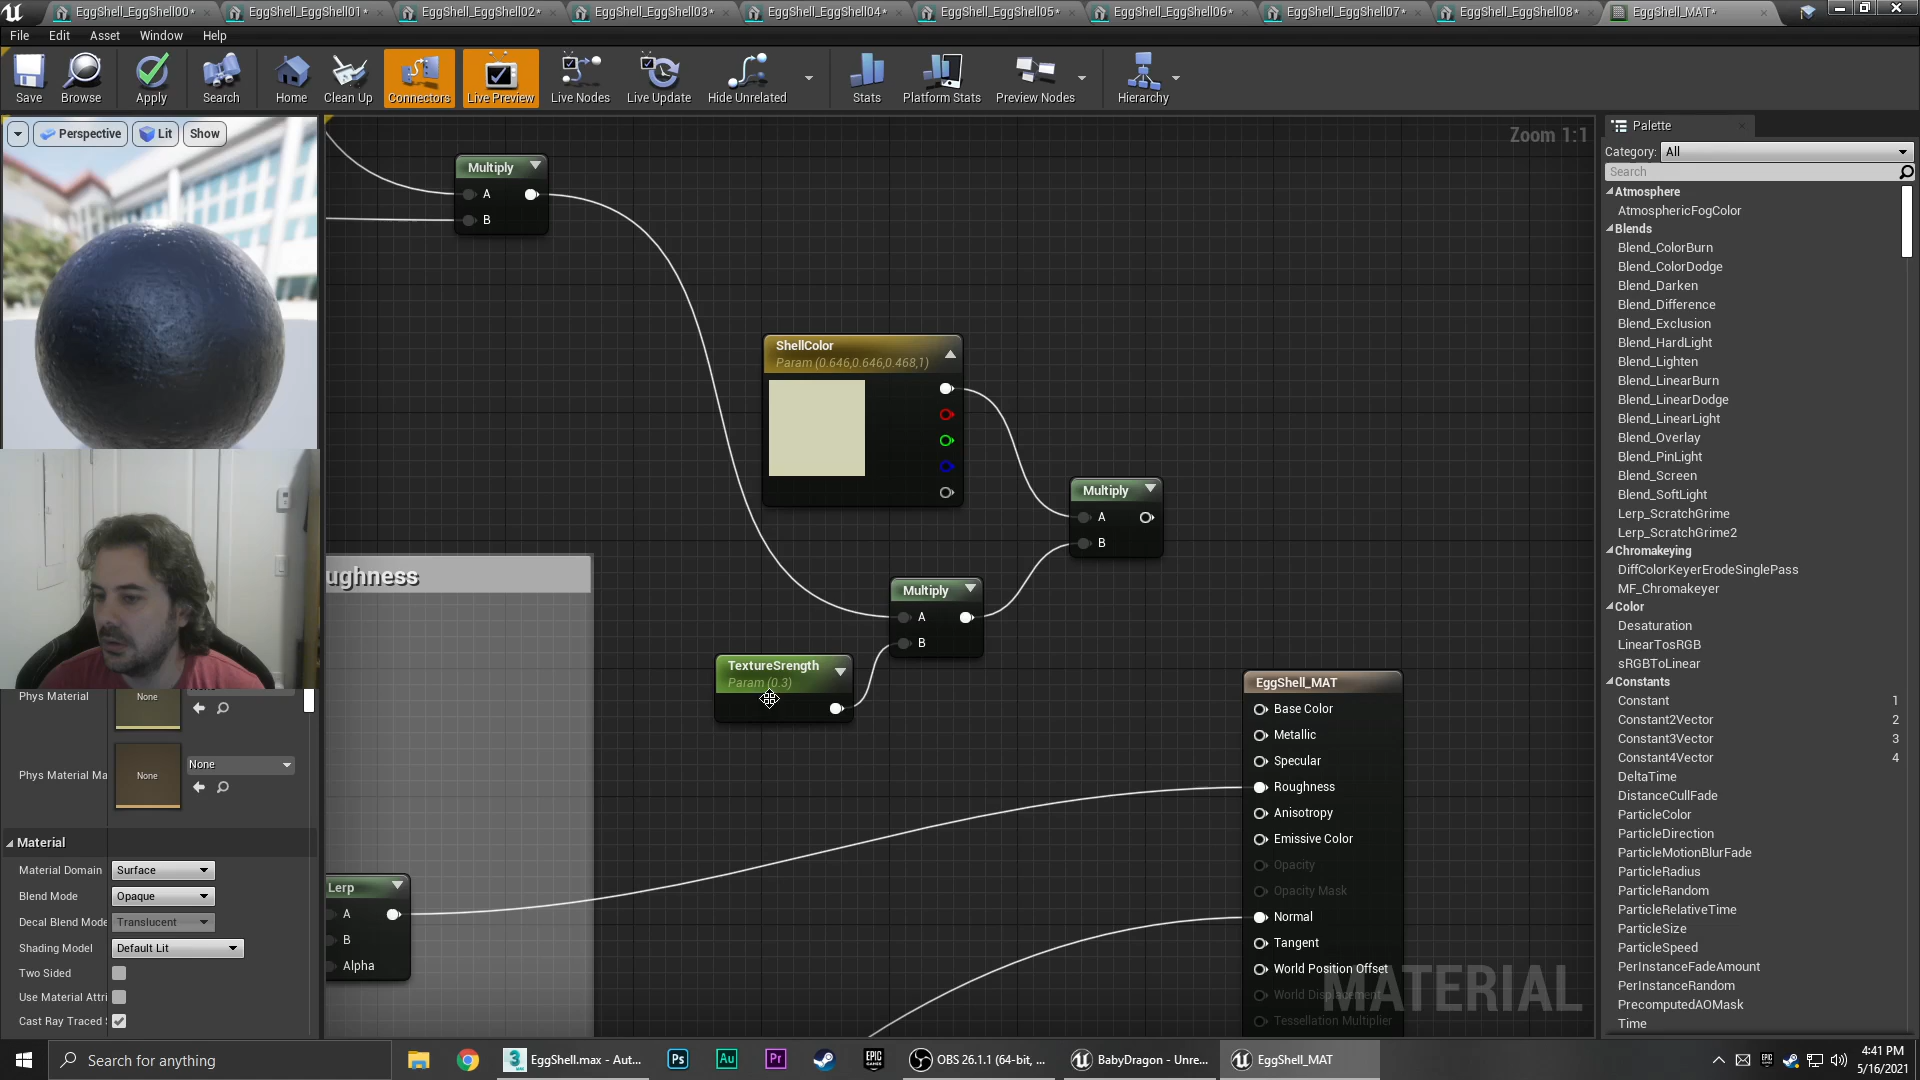 EggShell_EggShell00*
EggShell_EggShell01*
EggShell_EggShell02*
EggShell_EggShell03*
EggShell_EggShell04*
EggShell_EggShell05*
EggShell_EggShell06*
EggShell_EggShell07*
EggShell_EggShell08*
EggShell_MAT*
File Edit Asset Window Help
Save
Browse
Apply
Search
Home
Clean Up
Connectors
Live Preview
Live Nodes
Live Update
Hide Unrelated
Stats
Platform Stats
Preview Nodes
Hierarchy
Perspective
Lit
Show
Zoom 1:1
Multiply
A
B
ShellColor
Param (0.646,0.646,0.468,1)
Multiply
A
B
Multiply
A
B
TextureSrength
Param (0.3)
ughness
Lerp
A
B
Alpha
EggShell_MAT
Base Color
Metallic
Specular
Roughness
Anisotropy
Emissive Color
Opacity
Opacity Mask
Normal
Tangent
World Position Offset
World Displacement
Tessellation Multiplier
MATERIAL
Phys Material
None
Phys Material Ma
None
None
Material
Material Domain
Surface
Blend Mode
Opaque
Decal Blend Mode
Translucent
Shading Model
Default Lit
Two Sided
Use Material Attri
Cast Ray Traced
Palette
Category:
All
Search
Atmosphere
AtmosphericFogColor
Blends
Blend_ColorBurn
Blend_ColorDodge
Blend_Darken
Blend_Difference
Blend_Exclusion
Blend_HardLight
Blend_Lighten
Blend_LinearBurn
Blend_LinearDodge
Blend_LinearLight
Blend_Overlay
Blend_PinLight
Blend_Screen
Blend_SoftLight
Lerp_ScratchGrime
Lerp_ScratchGrime2
Chromakeying
DiffColorKeyerErodeSinglePass
MF_Chromakeyer
Color
Desaturation
LinearTosRGB
sRGBToLinear
Constants
Constant 1
Constant2Vector 2
Constant3Vector 3
Constant4Vector 4
DeltaTime
DistanceCullFade
ParticleColor
ParticleDirection
ParticleMotionBlurFade
ParticleRadius
ParticleRandom
ParticleRelativeTime
ParticleSize
ParticleSpeed
PerInstanceFadeAmount
PerInstanceRandom
PrecomputedAOMask
Time
Search for anything
EggShell.max - Aut...
Ps
Au
Pr
EPIC GAMES
OBS 26.1.1 (64-bit, ...
BabyDragon - Unre...
EggShell_MAT
4:41 PM
5/16/2021